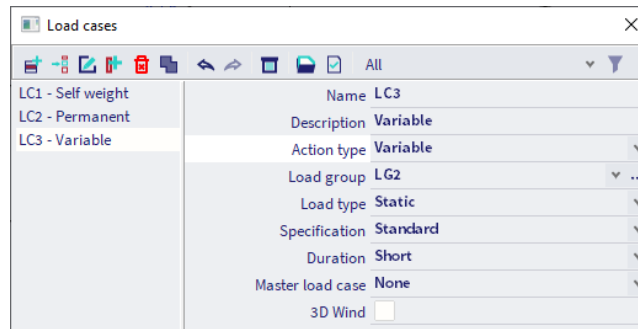 Load cases
All
LC1 - Self weight
LC2 - Permanent
LC3 - Variable
Name LC3
Description Variable
Action type Variable
Load group LG2 ...
Load type Static
Specification Standard
Duration Short
Master load case None
3D Wind